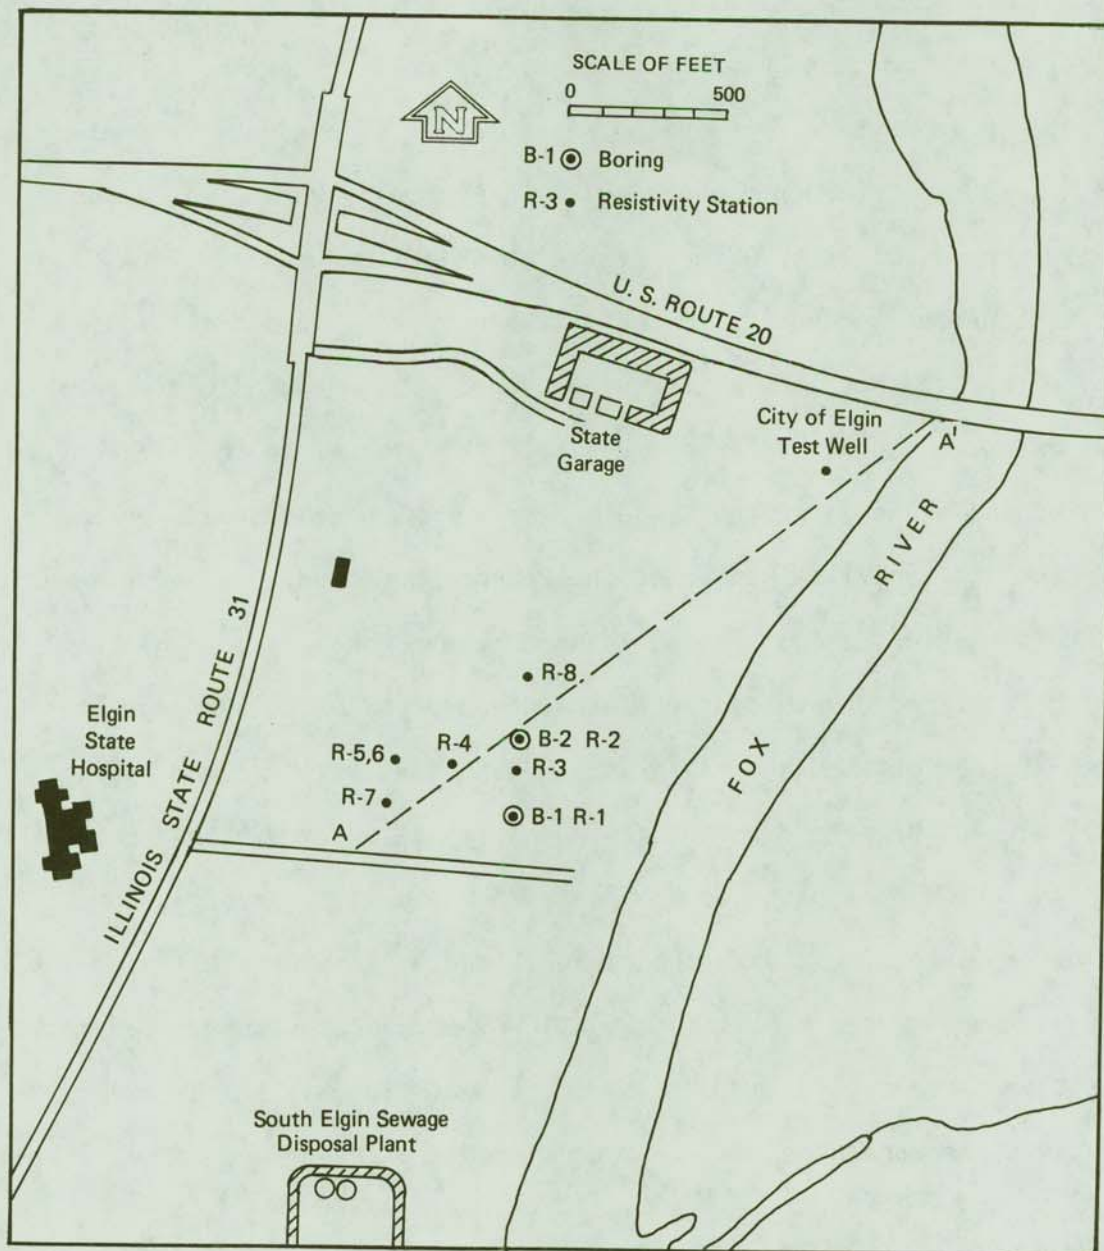 SCALE OF FEET
0 500
N
B-1 Boring
R-3 Resistivity Station
U. S. ROUTE 20
City of Elgin
Test Well
A'
State
Garage
FOX RIVER
ILLINOIS STATE ROUTE 31
Elgin
State
Hospital
R-8
B-2 R-2
R-4
R-5,6
R-3
R-7
B-1 R-1
A
South Elgin Sewage
Disposal Plant